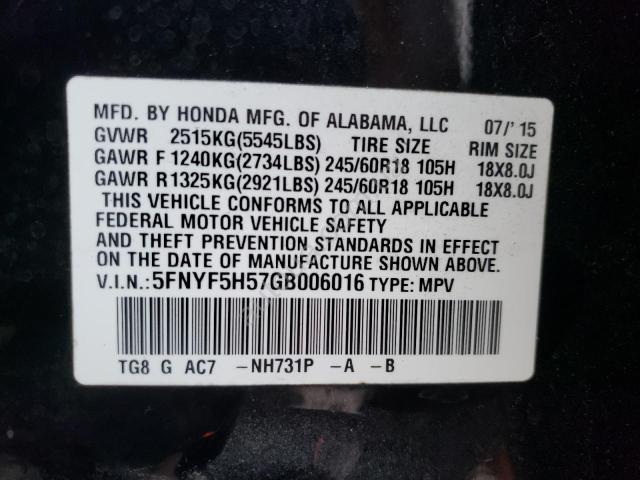 MFD. BY HONDA MFG. OF ALABAMA, LLC 07/'15
GVWR 2515KG(5545LBS) TIRE SIZE RIM SIZE
GAWR F 1240KG(2734LBS) 245/60R18 105H 18X8.0J
GAWR R 1325KG(2921LBS) 245/60R18 105H 18X8.0J
THIS VEHICLE CONFORMS TO ALL APPLICABLE
FEDERAL MOTOR VEHICLE SAFETY
AND THEFT PREVENTION STANDARDS IN EFFECT
ON THE DATE OF MANUFACTURE SHOWN ABOVE.
V.I.N.:5FNYF5H57GB006016 TYPE: MPV
TG8 G AC7 -NH731P -A -B